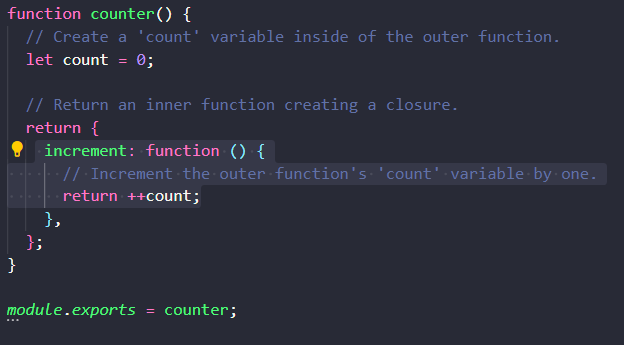 function counter() {
// Create a 'count' variable inside of the outer function.
let count = 0;
// Return an inner function creating a closure.
return {
increment: function () {
// Increment the outer function's 'count' variable by one.
return ++count;
},
};
}
module.exports = counter;